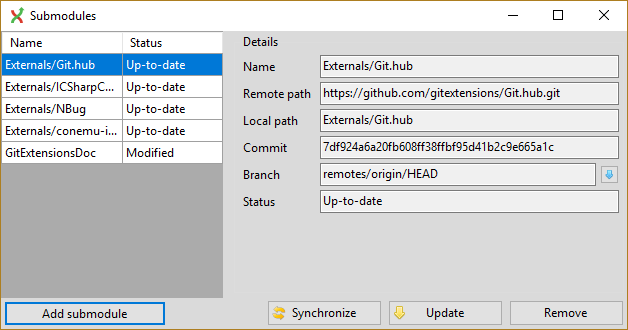 Submodules
Name Status
Externals/Git.hub Up-to-date
Externals/ICSharpC... Up-to-date
Externals/NBug Up-to-date
Externals/conemu-i... Up-to-date
GitExtensionsDoc Modified
Details
Name Externals/Git.hub
Remote path https://github.com/gitextensions/Git.hub.git
Local path Externals/Git.hub
Commit 7df924a6a20fb608ff38ffbf95d41b2c9e665a1c
Branch remotes/origin/HEAD
Status Up-to-date
Add submodule Synchronize Update Remove